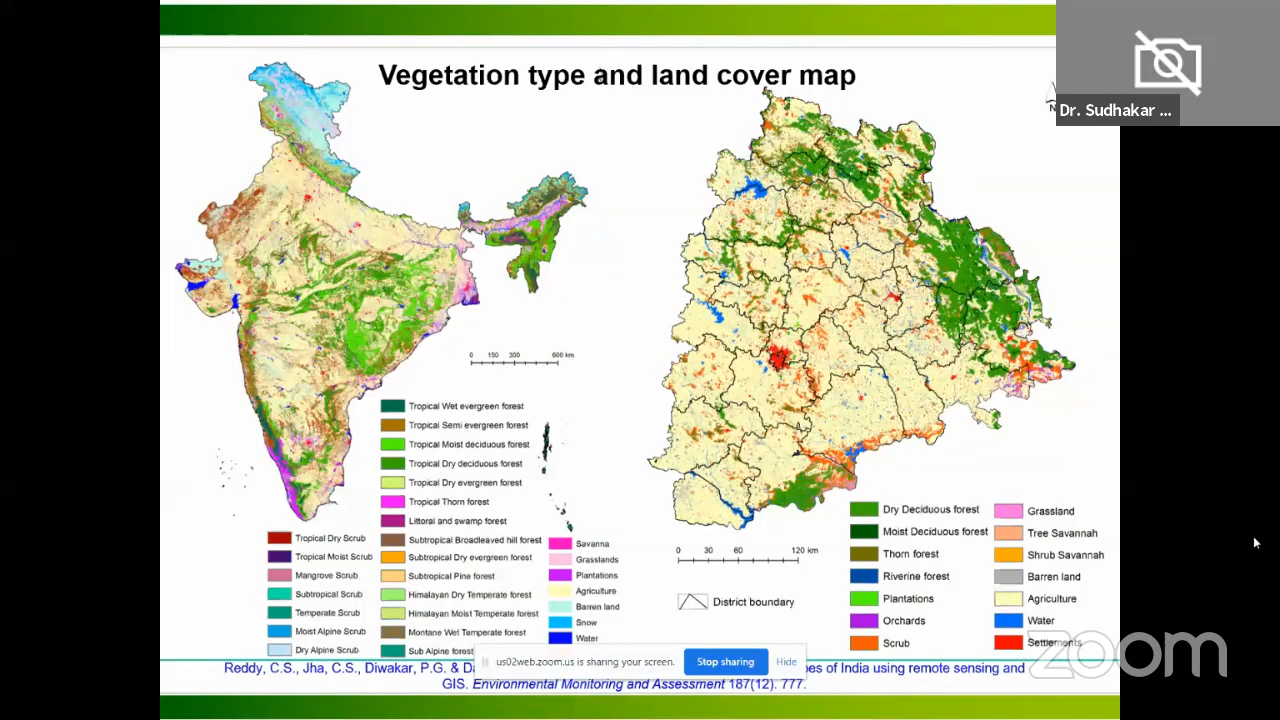 Vegetation type and land cover map
Dr. Sudhakar ...
N
0 150 300 600 km
Tropical Wet evergreen forest
Tropical Semi evergreen forest
Tropical Moist deciduous forest
Tropical Dry deciduous forest
Tropical Dry evergreen forest
Tropical Thorn forest
Littoral and swamp forest
Subtropical Broadleaved hill forest
Subtropical Dry evergreen forest
Subtropical Pine forest
Himalayan Dry Temperate forest
Himalayan Moist Temperate forest
Montane Wet Temperate forest
Sub Alpine forest
Tropical Dry Scrub
Tropical Moist Scrub
Mangrove Scrub
Subtropical Scrub
Temperate Scrub
Moist Alpine Scrub
Dry Alpine Scrub
Savanna
Grasslands
Plantations
Agriculture
Barren land
Snow
Water
0 30 60 120 km
District boundary
Dry Deciduous forest
Moist Deciduous forest
Thorn forest
Riverine forest
Plantations
Orchards
Scrub
Grassland
Tree Savannah
Shrub Savannah
Barren land
Agriculture
Water
Settlements
zoom
us02web.zoom.us is sharing your screen. Stop sharing Hide
Reddy, C.S., Jha, C.S., Diwakar, P.G. & of India using remote sensing and
GIS. Environmental Monitoring and Assessment 187(12). 777.